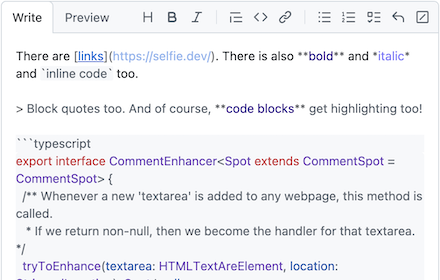 Write Preview H B I
There are [links](https://selfie.dev/). There is also **bold** and *italic*
and `inline code` too.
> Block quotes too. And of course, **code blocks** get highlighting too!
```typescript
export interface CommentEnhancer<Spot extends CommentSpot =
CommentSpot> {
/** Whenever a new 'textarea' is added to any webpage, this method is
called.
* If we return non-null, then we become the handler for that textarea.
*/
tryToEnhance(textarea: HTMLTextAreaElement, location: